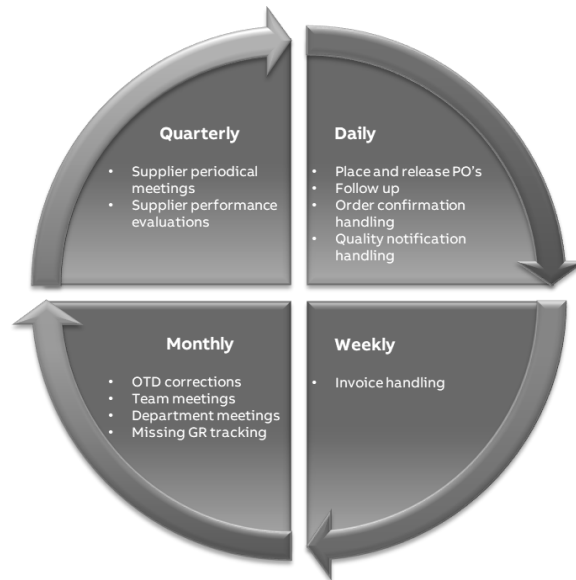 Quarterly
• Supplier periodical
meetings
• Supplier performance
evaluations
Daily
• Place and release PO's
• Follow up
• Order confirmation
handling
• Quality notification
handling
Monthly
• OTD corrections
• Team meetings
• Department meetings
• Missing GR tracking
Weekly
• Invoice handling